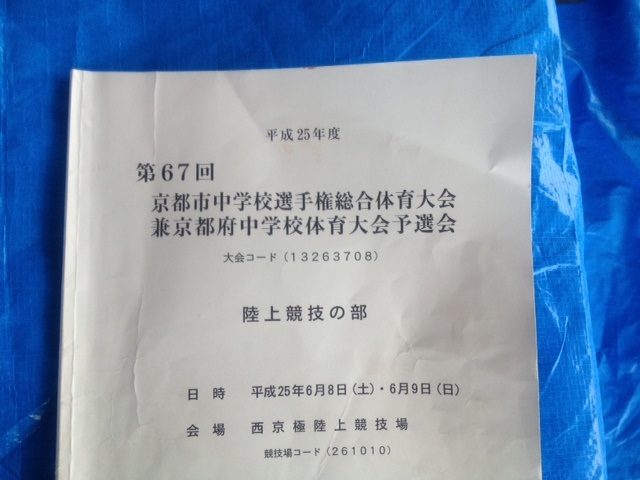 平成25年度
第67回
京都市中学校選手権総合体育大会
兼京都府中学校体育大会予選会
大会コード(13263708)
陸上競技の部
日 時 平成25年6月8日(土)・6月9日(日)
会 場 西京極陸上競技場
競技場コード(261010)